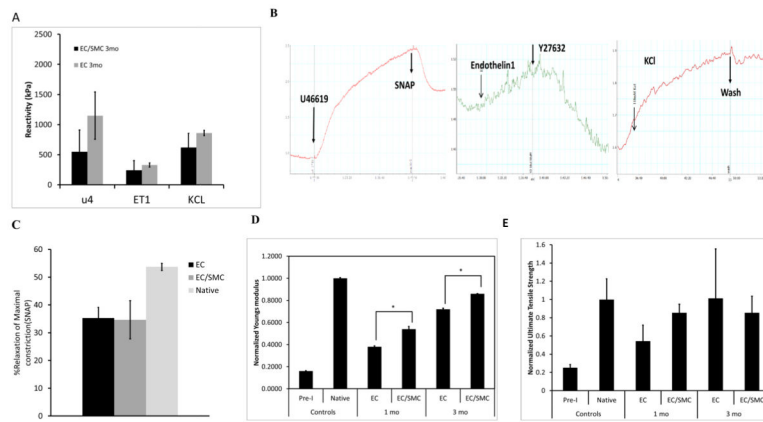 A
EC/SMC 3mo
EC 3mo
Reactivity (kPa)
2500
2000
1500
1000
500
0
u4 ET1 KCL
B
U46619
SNAP
Endothelin1
Y27632
KCl
Wash
C
%Relaxation of Maximal
constriction(SNAP)
60
50
40
30
20
10
0
EC
EC/SMC
Native
D
Normalized Youngs modulus
1.2000
1.0000
0.8000
0.6000
0.4000
0.2000
0.0000
* *
Pre-I Native EC EC/SMC EC EC/SMC
Controls 1 mo 3 mo
E
Normalized Ultimate Tensile Strength
1.6
1.4
1.2
1
0.8
0.6
0.4
0.2
0
Pre-I Native EC EC/SMC EC EC/SMC
Controls 1 mo 3 mo